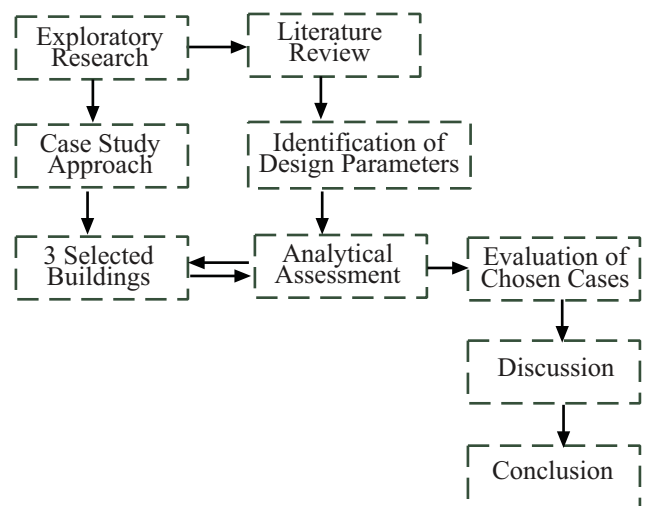 Exploratory
Research
Literature
Review
Case Study
Approach
Identification of
Design Parameters
3 Selected
Buildings
Analytical
Assessment
Evaluation of
Chosen Cases
Discussion
Conclusion